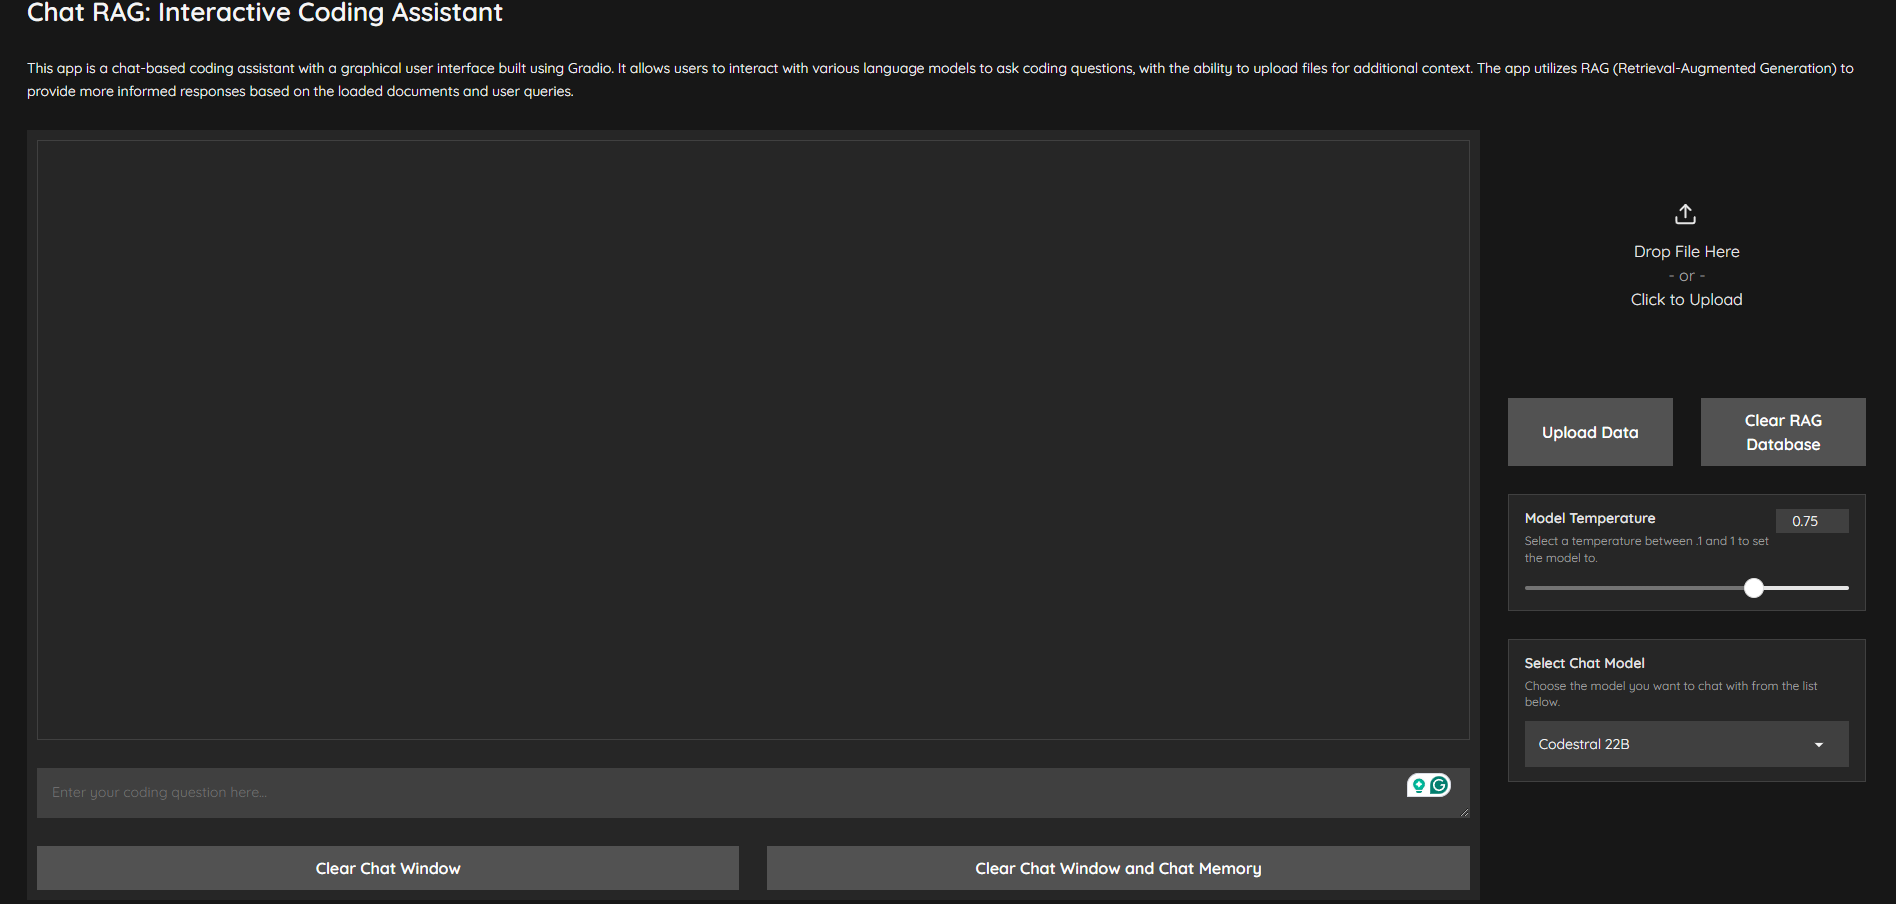 Chat RAG: Interactive Coding Assistant
This app is a chat-based coding assistant with a graphical user interface built using Gradio. It allows users to interact with various language models to ask coding questions, with the ability to upload files for additional context. The app utilizes RAG (Retrieval-Augmented Generation) to
provide more informed responses based on the loaded documents and user queries.
Drop File Here
- or -
Click to Upload
Upload Data
Clear RAG
Database
Model Temperature
0.75
Select a temperature between .1 and 1 to set
the model to.
Select Chat Model
Choose the model you want to chat with from the list
below.
Codestral 22B
Enter your coding question here...
Clear Chat Window
Clear Chat Window and Chat Memory